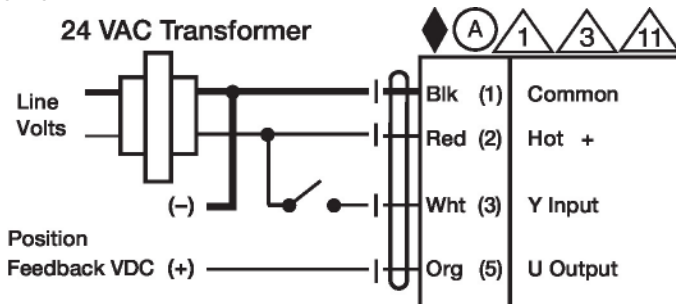 24 VAC Transformer
A 1 3 11
Line
Volts
Blk (1) Common
Red (2) Hot +
(–)
Wht (3) Y Input
Position
Feedback VDC (+)
Org (5) U Output